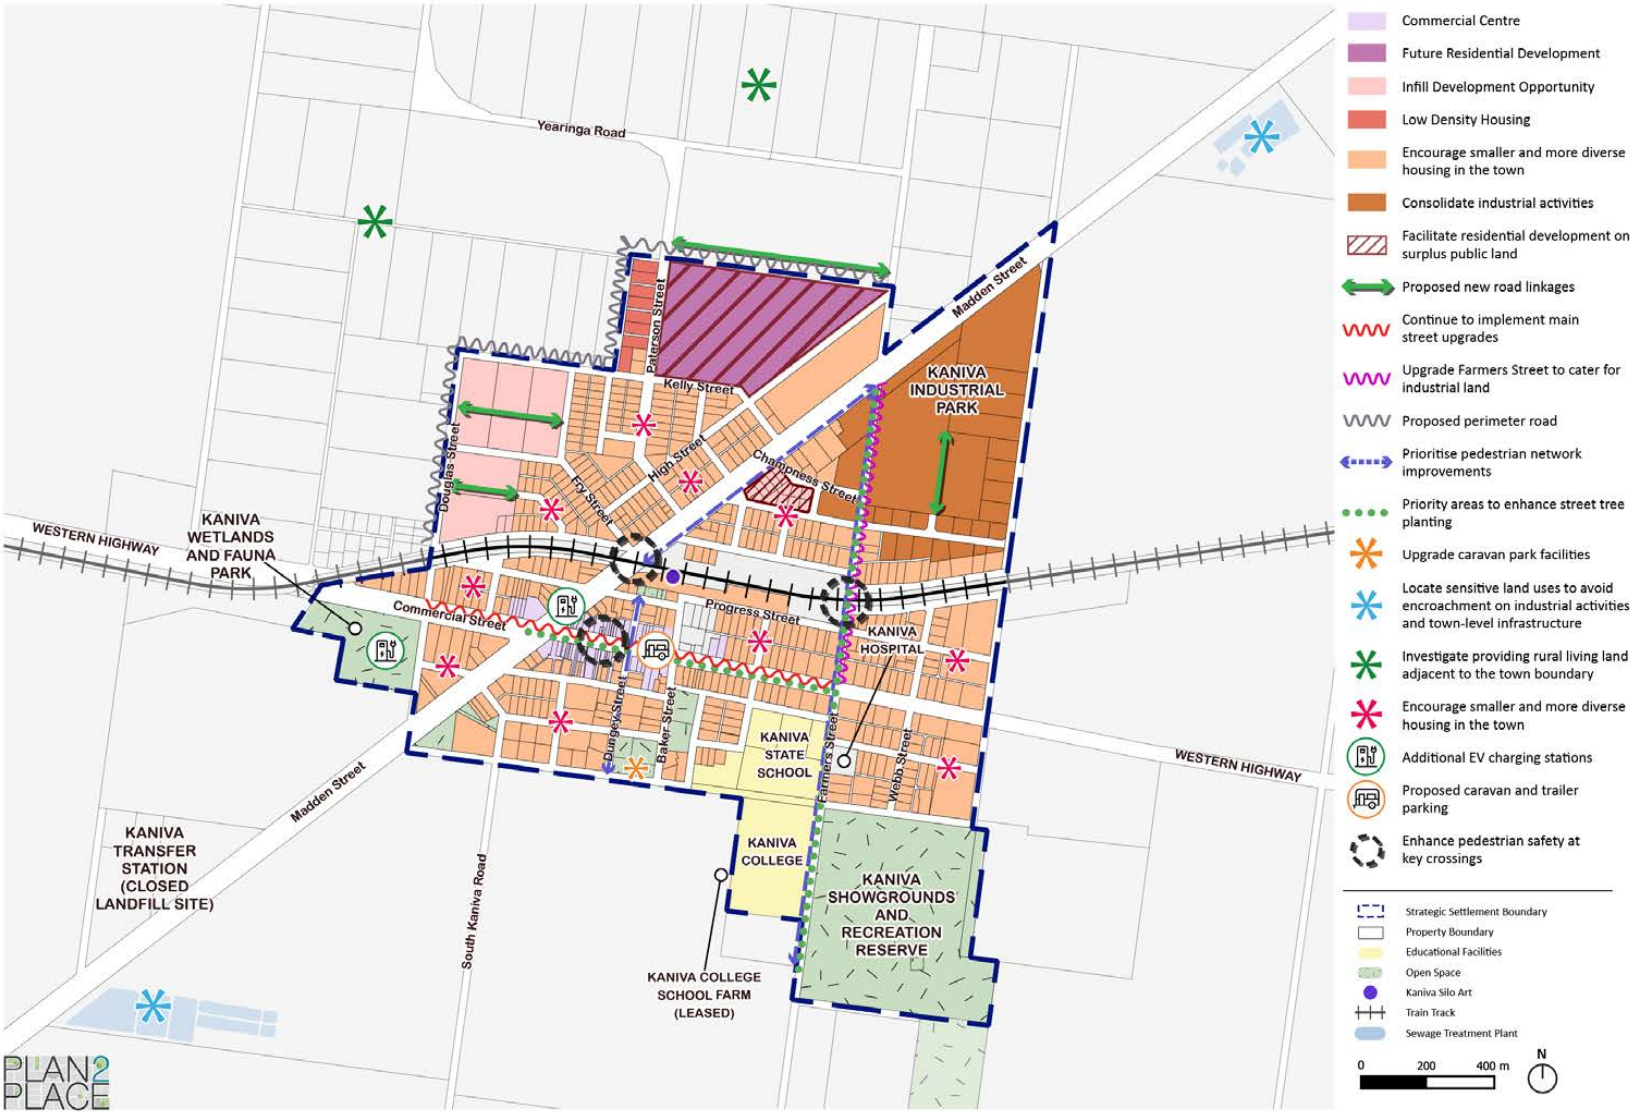 Yearinga Road
Madden Street
Paterson Street
Kelly Street
KANIVA
INDUSTRIAL
PARK
High Street
Champness Street
Fry Street
Douglas Street
KANIVA
WETLANDS
AND FAUNA
PARK
WESTERN HIGHWAY
Commercial Street
Progress Street
KANIVA
HOSPITAL
Dungey Street
Baker Street
KANIVA
STATE
SCHOOL
Farmers Street
Webb Street
WESTERN HIGHWAY
Madden Street
KANIVA
TRANSFER
STATION
(CLOSED
LANDFILL SITE)
South Kaniva Road
KANIVA
COLLEGE
KANIVA
SHOWGROUNDS
AND
RECREATION
RESERVE
KANIVA COLLEGE
SCHOOL FARM
(LEASED)
PLAN2
PLACE
Commercial Centre
Future Residential Development
Infill Development Opportunity
Low Density Housing
Encourage smaller and more diverse
housing in the town
Consolidate industrial activities
Facilitate residential development on
surplus public land
Proposed new road linkages
Continue to implement main
street upgrades
Upgrade Farmers Street to cater for
industrial land
Proposed perimeter road
Prioritise pedestrian network
improvements
Priority areas to enhance street tree
planting
Upgrade caravan park facilities
Locate sensitive land uses to avoid
encroachment on industrial activities
and town-level infrastructure
Investigate providing rural living land
adjacent to the town boundary
Encourage smaller and more diverse
housing in the town
Additional EV charging stations
Proposed caravan and trailer
parking
Enhance pedestrian safety at
key crossings
Strategic Settlement Boundary
Property Boundary
Educational Facilities
Open Space
Kaniva Silo Art
Train Track
Sewage Treatment Plant
0 200 400 m
N